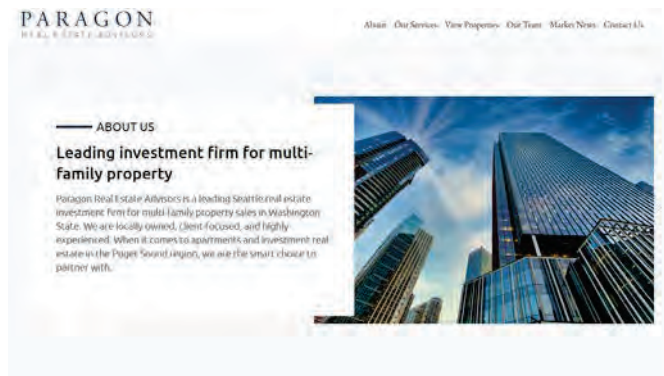 PARAGON
REAL ESTATE ADVISORS
About Our Services View Properties Our Team Market News Contact Us
ABOUT US
Leading investment firm for multi-
family property
Paragon Real Estate Advisors is a leading Seattle real estate
investment firm for multi-family property sales in Washington
State. We are locally owned, client-focused, and highly
experienced. When it comes to apartments and investment real
estate in the Puget Sound region, we are the smart choice to
partner with.